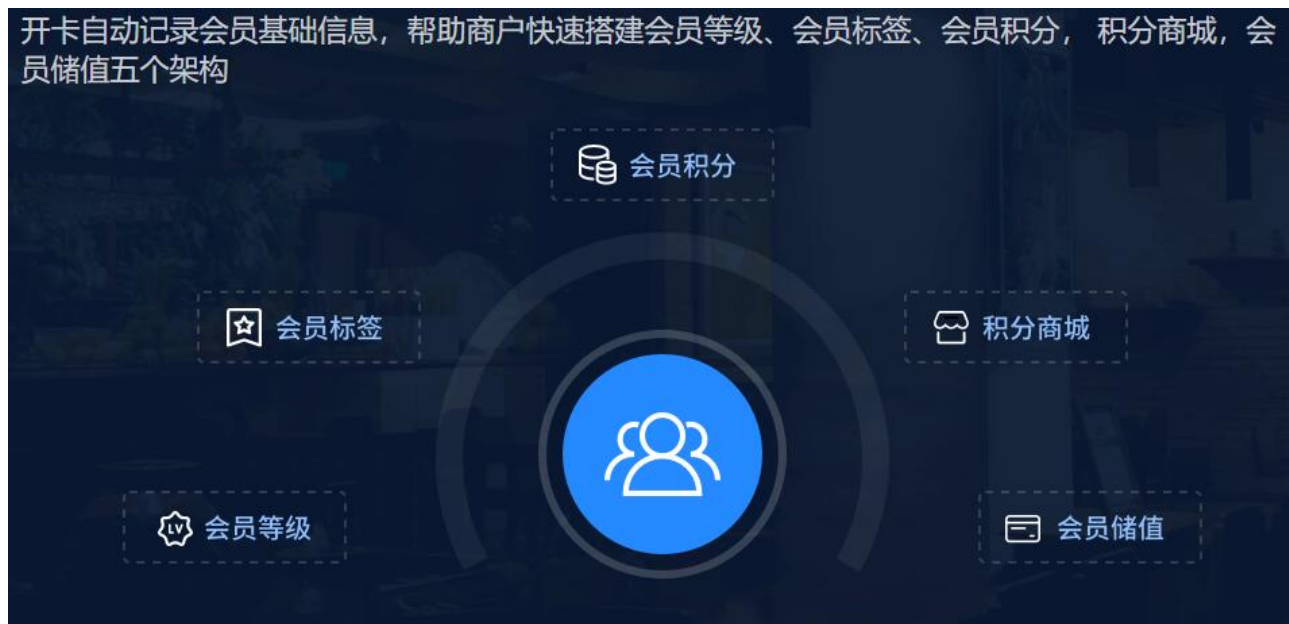 开卡自动记录会员基础信息，帮助商户快速搭建会员等级、会员标签、会员积分， 积分商城，会
员储值五个架构
会员积分
会员标签
积分商城
LV 会员等级
会员储值